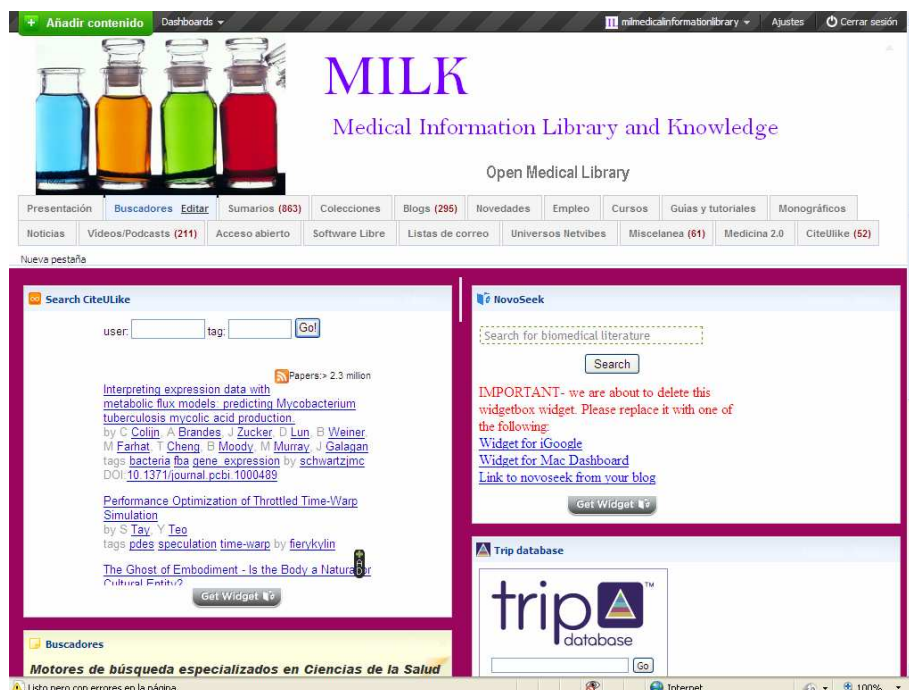 Añadir contenido Dashboards milmedicalinformationlibrary Ajustes Cerrar sesión
MILK
Medical Information Library and Knowledge
Open Medical Library
Presentación Buscadores Editar Sumarios (863) Colecciones Blogs (295) Novedades Empleo Cursos Guías y tutoriales Monográficos
Noticias Videos/Podcasts (211) Acceso abierto Software Libre Listas de correo Universos Netvibes Miscelanea (61) Medicina 2.0 CiteUlike (52)
Nueva pestaña
Search CiteULike
user: tag: Go!
Papers:> 2.3 million
Interpreting expression data with
metabolic flux models: predicting Mycobacterium
tuberculosis mycolic acid production.
by C Colijn, A Brandes, J Zucker, D Lun, B Weiner,
M Farhat, T Cheng, B Moody, M Murray, J Galagan
tags bacteria fba gene_expression by schwartzjmc
DOI:10.1371/journal.pcbi.1000489
Performance Optimization of Throttled Time-Warp
Simulation
by S Tay, Y Teo
tags pdes speculation time-warp by fierykylin
The Ghost of Embodiment - Is the Body a Natural or
Cultural Entity?
Get Widget
Buscadores
Motores de búsqueda especializados en Ciencias de la Salud
NovoSeek
Search for biomedical literature
Search
IMPORTANT- we are about to delete this
widgetbox widget. Please replace it with one of
the following:
Widget for iGoogle
Widget for Mac Dashboard
Link to novoseek from your blog
Get Widget
Trip database
trip TM
database
Go
Listo pero con errores en la página. Internet 100%